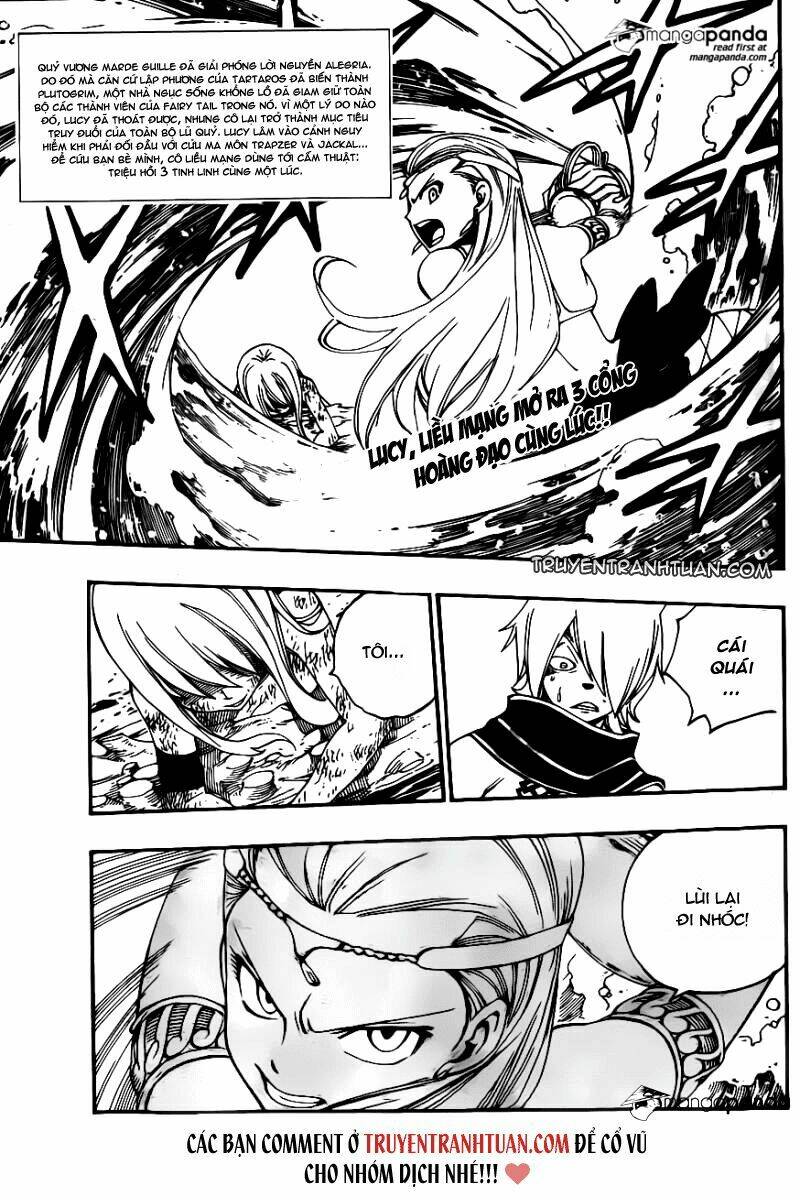 QUỶ VƯƠNG MARDE GUILLE ĐÃ GIẢI PHÓNG LỜI NGUYỀN ALEGRIA.
DO ĐÓ MÀ CĂN CỨ LẬP PHƯƠNG CỦA TARTAROS ĐÃ BIẾN THÀNH
PLUTOGRIM, MỘT NHÀ NGỤC SỐNG KHỔNG LỒ ĐÃ GIAM GIỮ TOÀN
BỘ CÁC THÀNH VIÊN CỦA FAIRY TAIL TRONG NÓ. VÌ MỘT LÝ DO NÀO
ĐÓ, LUCY ĐÃ THOÁT ĐƯỢC, NHƯNG CÔ LẠI TRỞ THÀNH MỤC TIÊU
TRUY ĐUỔI CỦA TOÀN BỘ LŨ QUỶ. LUCY LÂM VÀO CẢNH NGUY
HIỂM KHI PHẢI ĐỐI ĐẦU VỚI CỬU MA MÔN TRAPZER VÀ JACKAL...
ĐỂ CỨU BẠN BÈ MÌNH, CÔ LIỀU MẠNG DÙNG TỚI CẤM THUẬT:
TRIỆU HỒI 3 TINH LINH CÙNG MỘT LÚC.
mangapanda
read first at
mangapanda.com
LUCY, LIỀU MẠNG MỞ RA 3 CỔNG
HOÀNG ĐẠO CÙNG LÚC!!
TRUYENTRANHTUAN.COM
CÁI
QUÁI
...
TÔI...
LÙI LẠI
ĐI NHÓC!
mangapanda
CÁC BẠN COMMENT Ở TRUYENTRANHTUAN.COM ĐỂ CỔ VŨ
CHO NHÓM DỊCH NHÉ!!! ❤